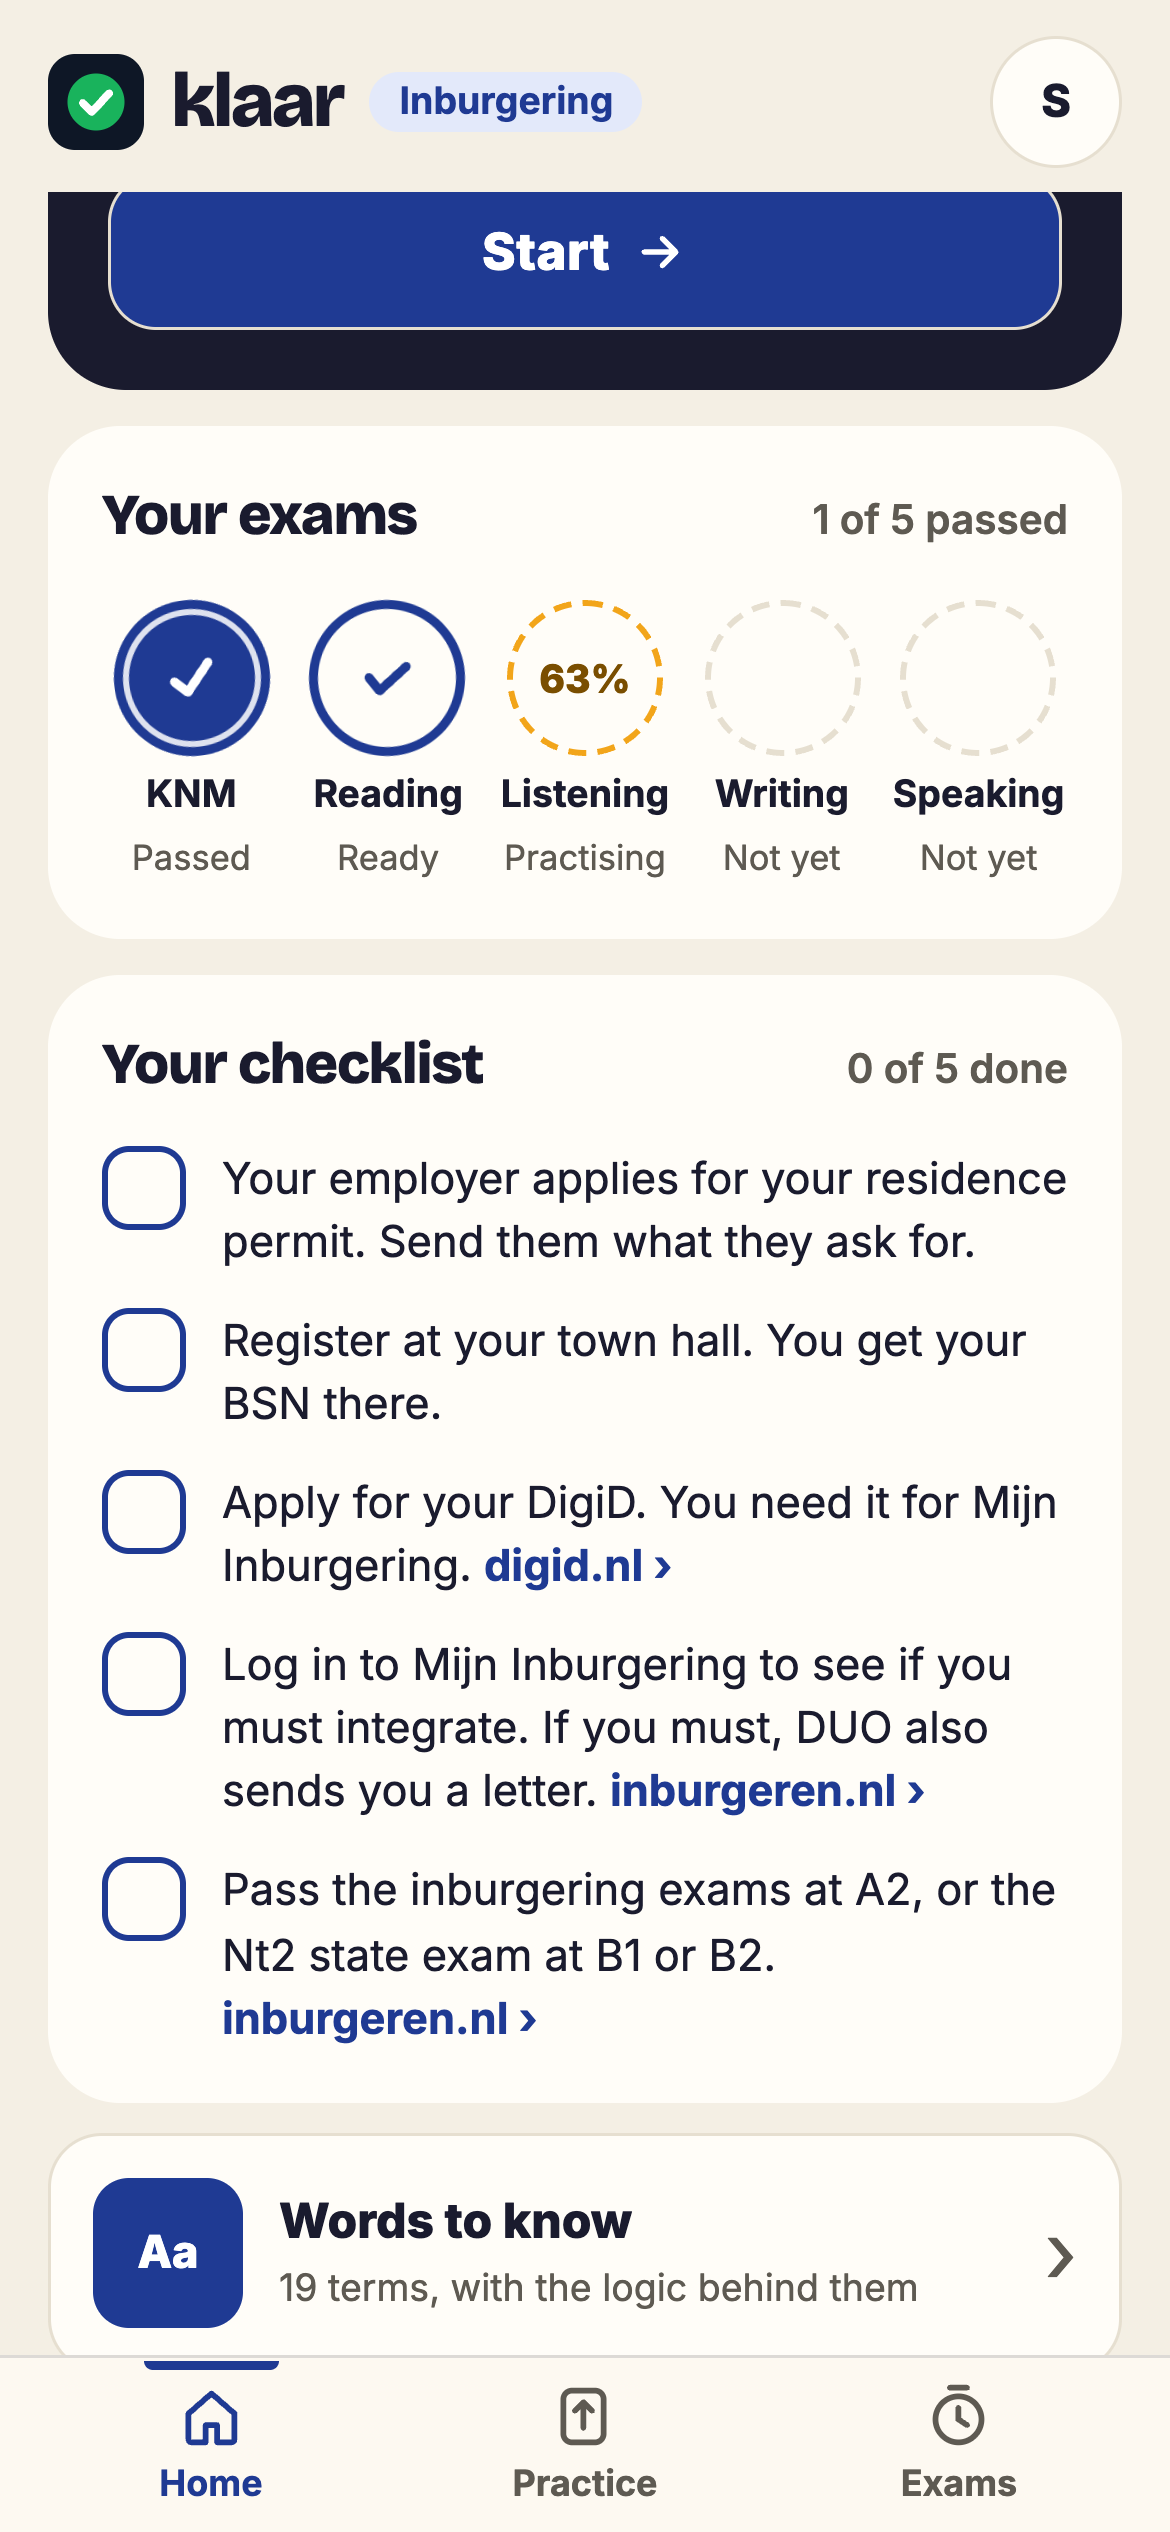 klaar
Inburgering
S
Start →
Your exams
1 of 5 passed
63%
KNM
Reading
Listening
Writing
Speaking
Passed
Ready
Practising
Not yet
Not yet
Your checklist
0 of 5 done
Your employer applies for your residence
permit. Send them what they ask for.
Register at your town hall. You get your
BSN there.
Apply for your DigiD. You need it for Mijn
Inburgering. digid.nl ›
Log in to Mijn Inburgering to see if you
must integrate. If you must, DUO also
sends you a letter. inburgeren.nl ›
Pass the inburgering exams at A2, or the
Nt2 state exam at B1 or B2.
inburgeren.nl ›
Aa
Words to know
19 terms, with the logic behind them
Home
Practice
Exams